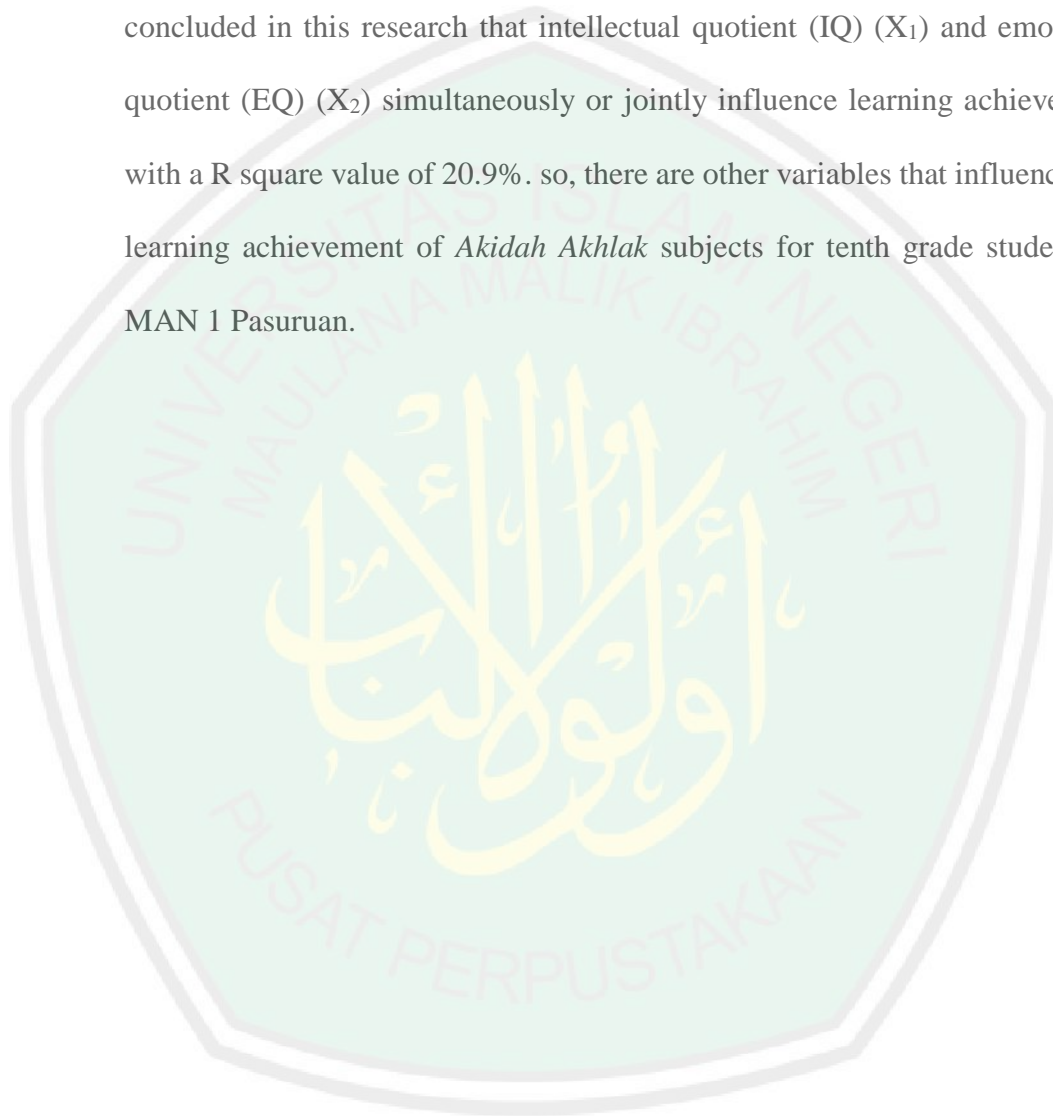 concluded in this research that intellectual quotient (IQ) (X₁) and emo
quotient (EQ) (X₂) simultaneously or jointly influence learning achieve
with a R square value of 20.9%. so, there are other variables that influenc
learning achievement of Akidah Akhlak subjects for tenth grade stude
MAN 1 Pasuruan.
UNIVERSITAS ISLAM NEGERI
MAULANA MALIK IBRAHIM
أولو الألباب
PUSAT PERPUSTAKAAN